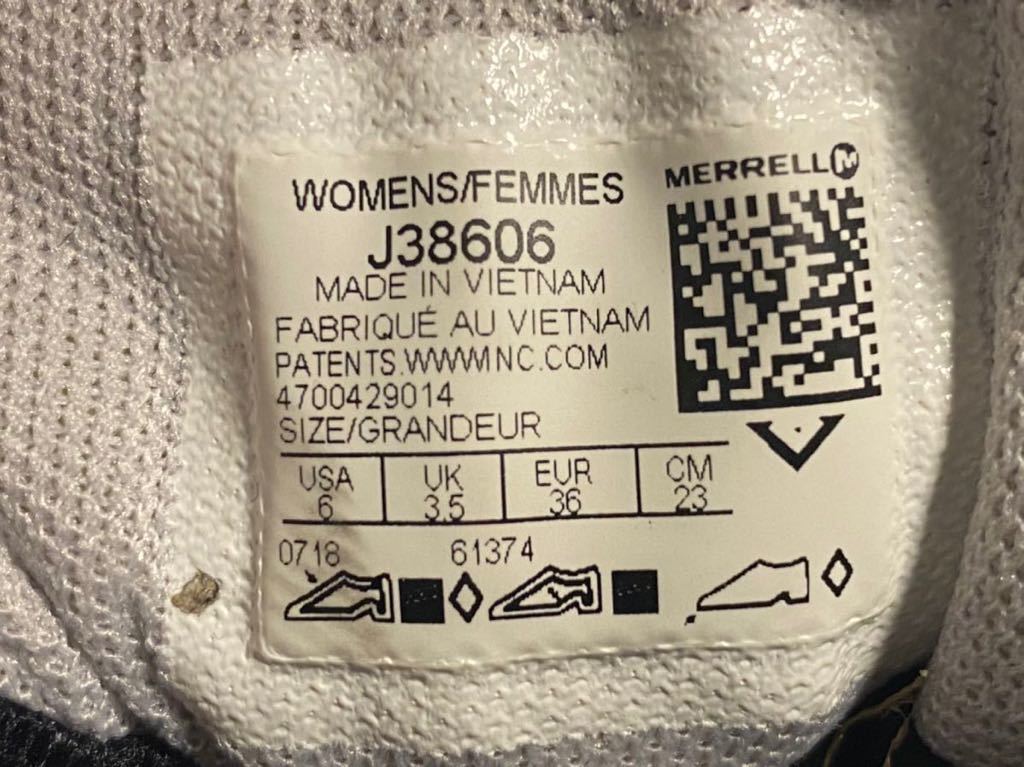 WOMENS/FEMMES
J38606
MADE IN VIETNAM
FABRIQUÉ AU VIETNAM
PATENTS.WWWINC.COM
4700429014
SIZE/GRANDEUR
USA UK EUR CM
6 3.5 36 23
0718 61374
MERRELL M